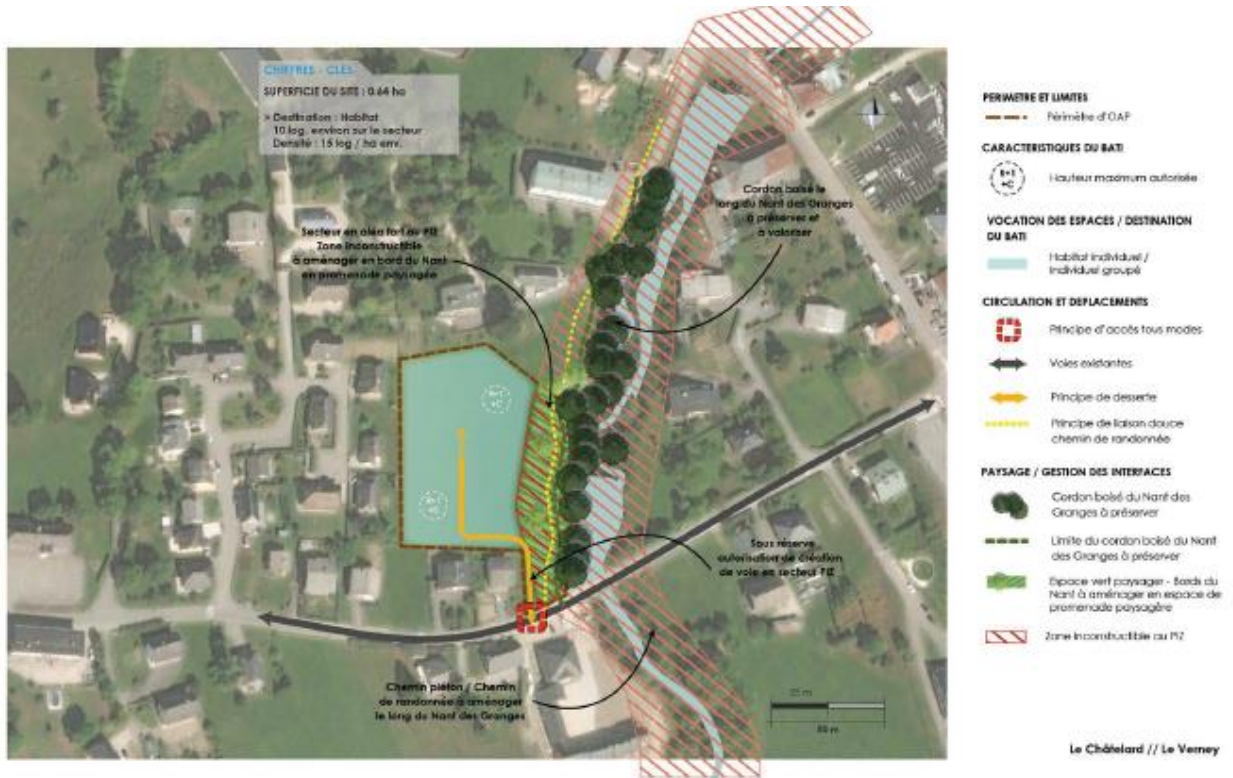 CHIFFRES - CLES
SUPERFICIE DU SITE : 0.64 ha
> Destination : Habitat
10 log. environ sur le secteur
Densité : 15 log / ha env.
Secteur en aléa fort au PIZ
Zone inconstructible
à aménager en bord du Nant
en promenade paysagée
Cordon boisé le
long du Nant des Granges
à préserver et
à valoriser
Sous réserve
autorisation de création
de voie en secteur PIZ
Chemin piéton / Chemin
de randonnée à aménager
le long du Nant des Granges
25 m
50 m
PERIMETRE ET LIMITES
Périmètre d'OAP
CARACTERISTIQUES DU BATI
R+1
+C
Hauteur maximum autorisée
VOCATION DES ESPACES / DESTINATION
DU BATI
Habitat individuel /
Individuel groupé
CIRCULATION ET DEPLACEMENTS
Principe d'accès tous modes
Voies existantes
Principe de desserte
Principe de liaison douce
chemin de randonnée
PAYSAGE / GESTION DES INTERFACES
Cordon boisé du Nant des
Granges à préserver
Limite du cordon boisé du Nant
des Granges à préserver
Espace vert paysager - Bords du
Nant à aménager en espace de
promenade paysagère
Zone inconstructible au PIZ
Le Châtelard // Le Verney